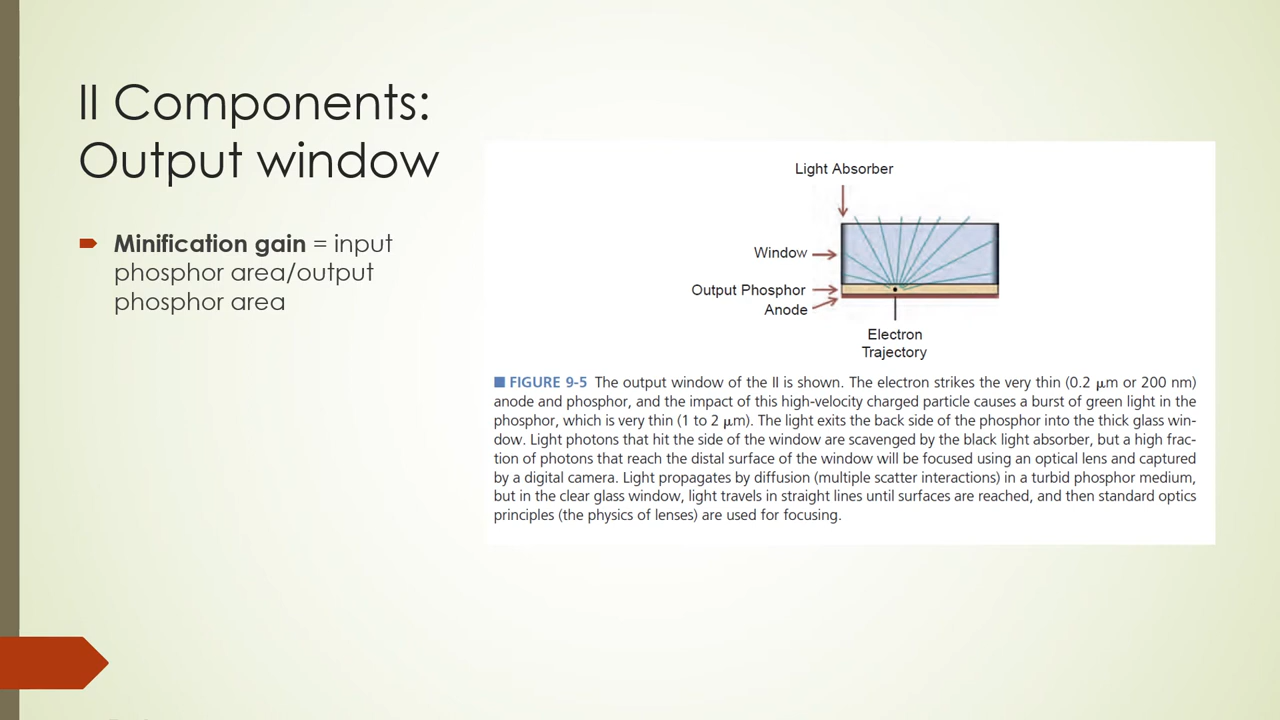 II Components:
Output window
Minification gain = input
phosphor area/output
phosphor area
Light Absorber
Window
Output Phosphor
Anode
Electron
Trajectory
■ FIGURE 9-5 The output window of the II is shown. The electron strikes the very thin (0.2 μm or 200 nm)
anode and phosphor, and the impact of this high-velocity charged particle causes a burst of green light in the
phosphor, which is very thin (1 to 2 μm). The light exits the back side of the phosphor into the thick glass win-
dow. Light photons that hit the side of the window are scavenged by the black light absorber, but a high frac-
tion of photons that reach the distal surface of the window will be focused using an optical lens and captured
by a digital camera. Light propagates by diffusion (multiple scatter interactions) in a turbid phosphor medium,
but in the clear glass window, light travels in straight lines until surfaces are reached, and then standard optics
principles (the physics of lenses) are used for focusing.